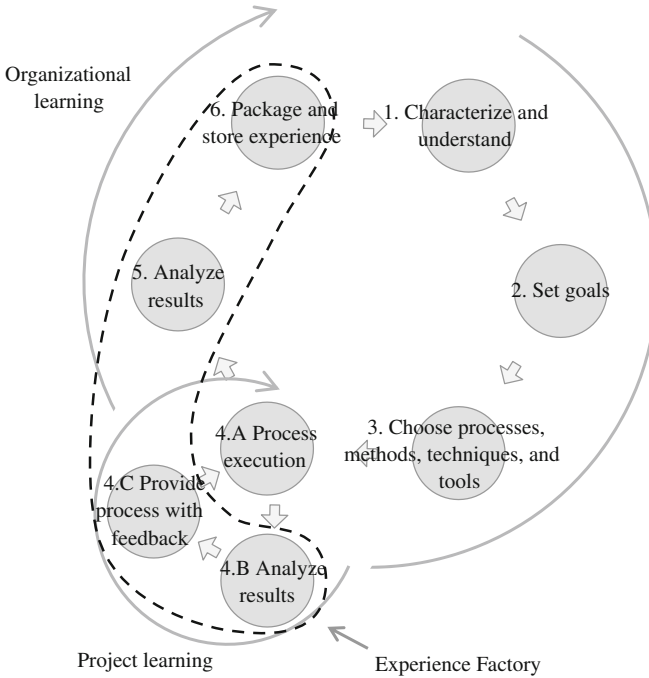 Organizational
learning
6. Package and
store experience
1. Characterize and
understand
5. Analyze
results
2. Set goals
3. Choose processes,
methods, techniques, and
tools
4.A Process
execution
4.C Provide
process with
feedback
4.B Analyze
results
Project learning
Experience Factory